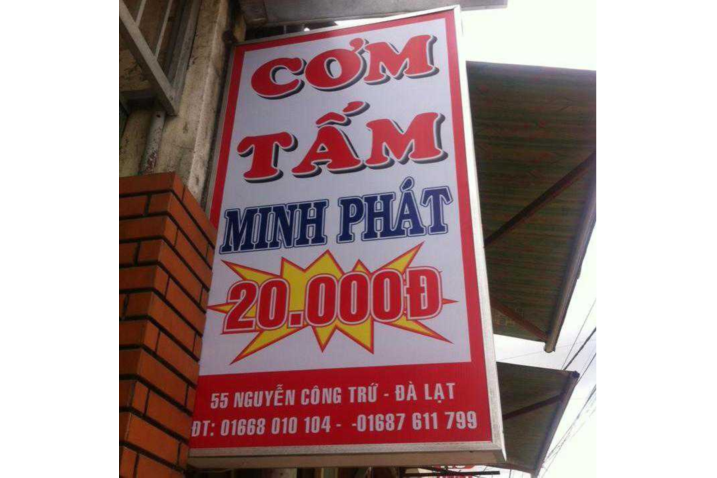 CƠM
TẤM
MINH PHÁT
20.000Đ
55 NGUYỄN CÔNG TRỨ - ĐÀ LẠT
ĐT: 01668 010 104 - -01687 611 799